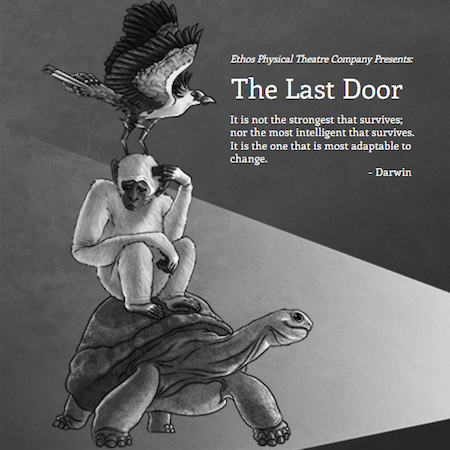 Ethos Physical Theatre Company Presents:
The Last Door
It is not the strongest that survives;
nor the most intelligent that survives.
It is the one that is most adaptable to
change.
- Darwin